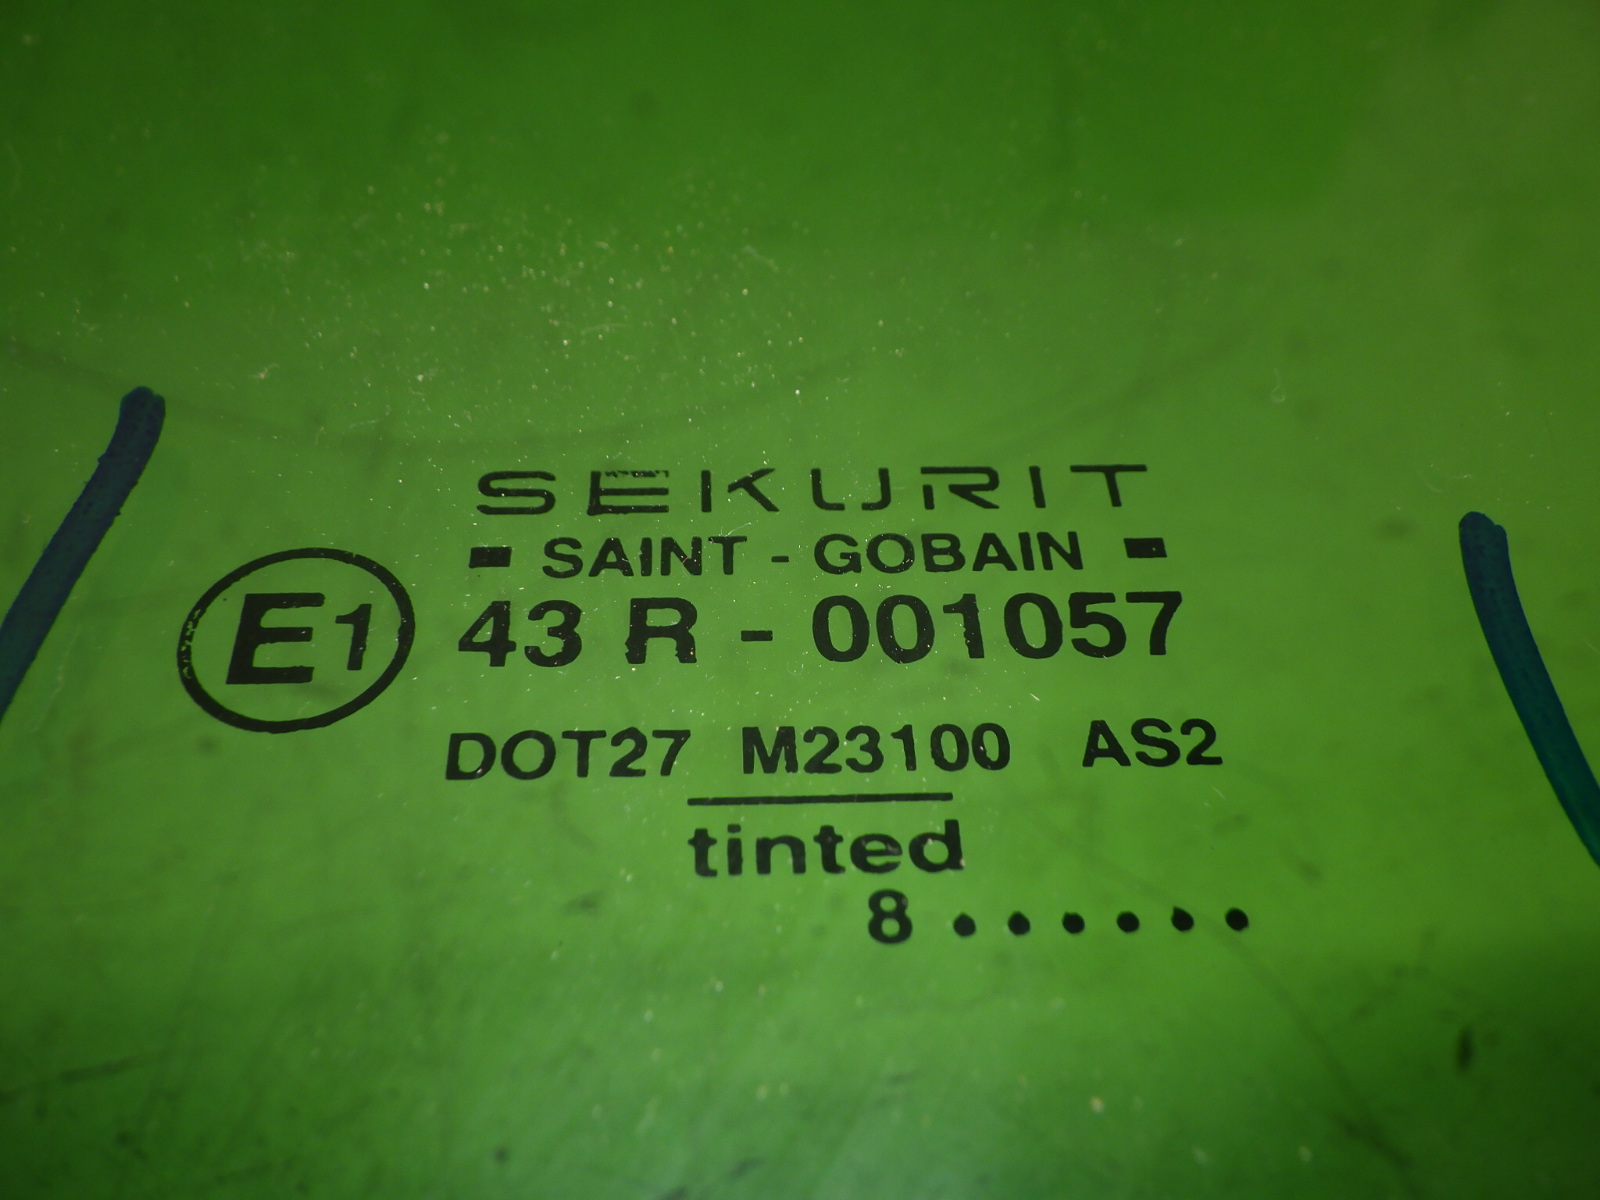 SEKURIT
SAINT - GOBAIN
E1 43 R - 001057
DOT27 M23100 AS2
tinted
8 • • • • • •